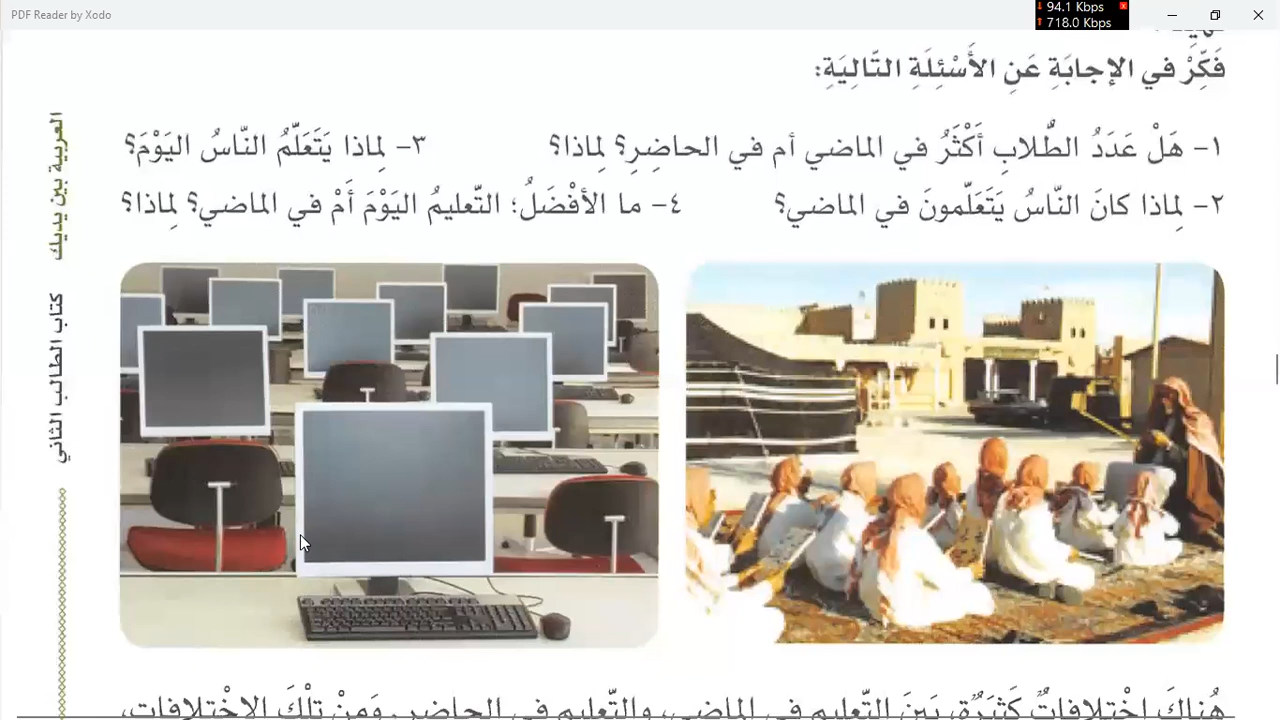 PDF Reader by Xodo
94.1 Kbps
718.0 Kbps
فَكِّرْ في الإجابَةِ عَنِ الأَسْئِلَةِ التّالِيَةِ:
١- هَلْ عَدَدُ الطُّلابِ أَكْثَرُ في الماضي أم في الحاضِرِ؟ لِماذا؟
٣- لِماذا يَتَعَلَّمُ النّاسُ اليَوْمَ؟
٢- لِماذا كانَ النّاسُ يَتَعَلّمونَ في الماضي؟
٤- ما الأفْضَلُ؛ التّعليمُ اليَوْمَ أَمْ في الماضي؟ لِماذا؟
العربية بين يديك
كتاب الطالب الثاني
هُناكَ اخْتِلافاتٌ كَثيرَةٌ، بَينَ التّعليمِ في الماضي، والتّعليمِ في الحاضِرِ. وَمِنْ تِلْكَ الاخْتِلافات،